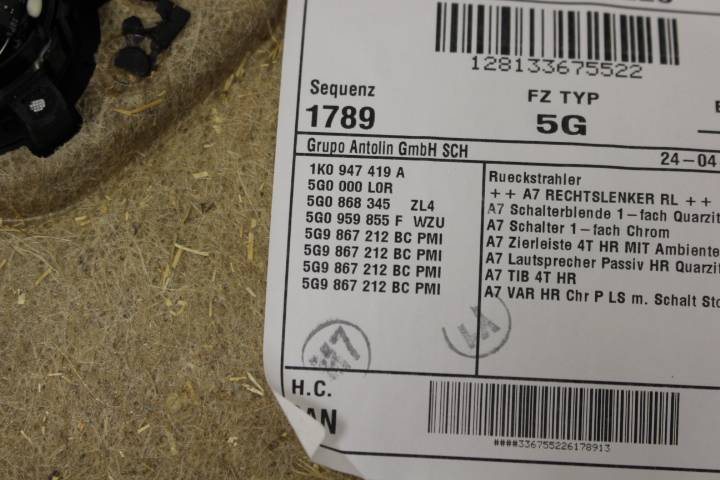 128133675522
Sequenz
1789
FZ TYP
5G
Grupo Antolin GmbH SCH
24-04
1K0 947 419 A
5G0 000 L0R
5G0 868 345 ZL4
5G0 959 855 F WZU
5G9 867 212 BC PMI
5G9 867 212 BC PMI
5G9 867 212 BC PMI
5G9 867 212 BC PMI
Rueckstrahler
++ A7 RECHTSLENKER RL ++
A7 Schalterblende 1-fach Quarzit
A7 Schalter 1-fach Chrom
A7 Zierleiste 4T HR MIT Ambiente
A7 Lautsprecher Passiv HR Quarzit
A7 TIB 4T HR
A7 VAR HR Chr P LS m. Schalt Sto
H.C.
####336755226178913